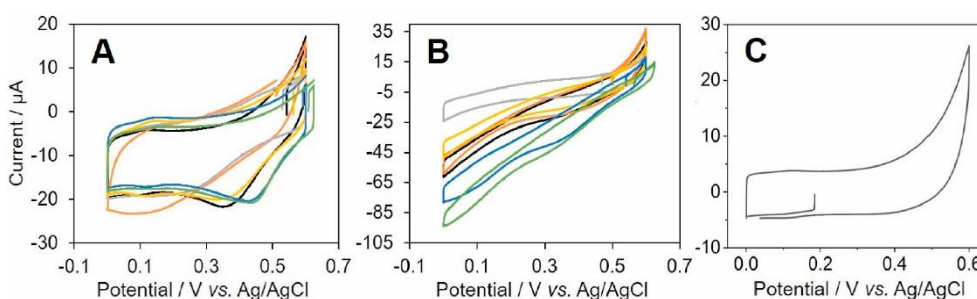 A
Current / µA
20
10
0
-10
-20
-30
-0.1 0.1 0.3 0.5 0.7
Potential / V vs. Ag/AgCl
B
35
15
-5
-25
-45
-65
-85
-105
-0.1 0.1 0.3 0.5 0.7
Potential / V vs. Ag/AgCl
C
30
20
10
0
-10
0.0 0.2 0.4 0.6
Potential / V vs. Ag/AgCl